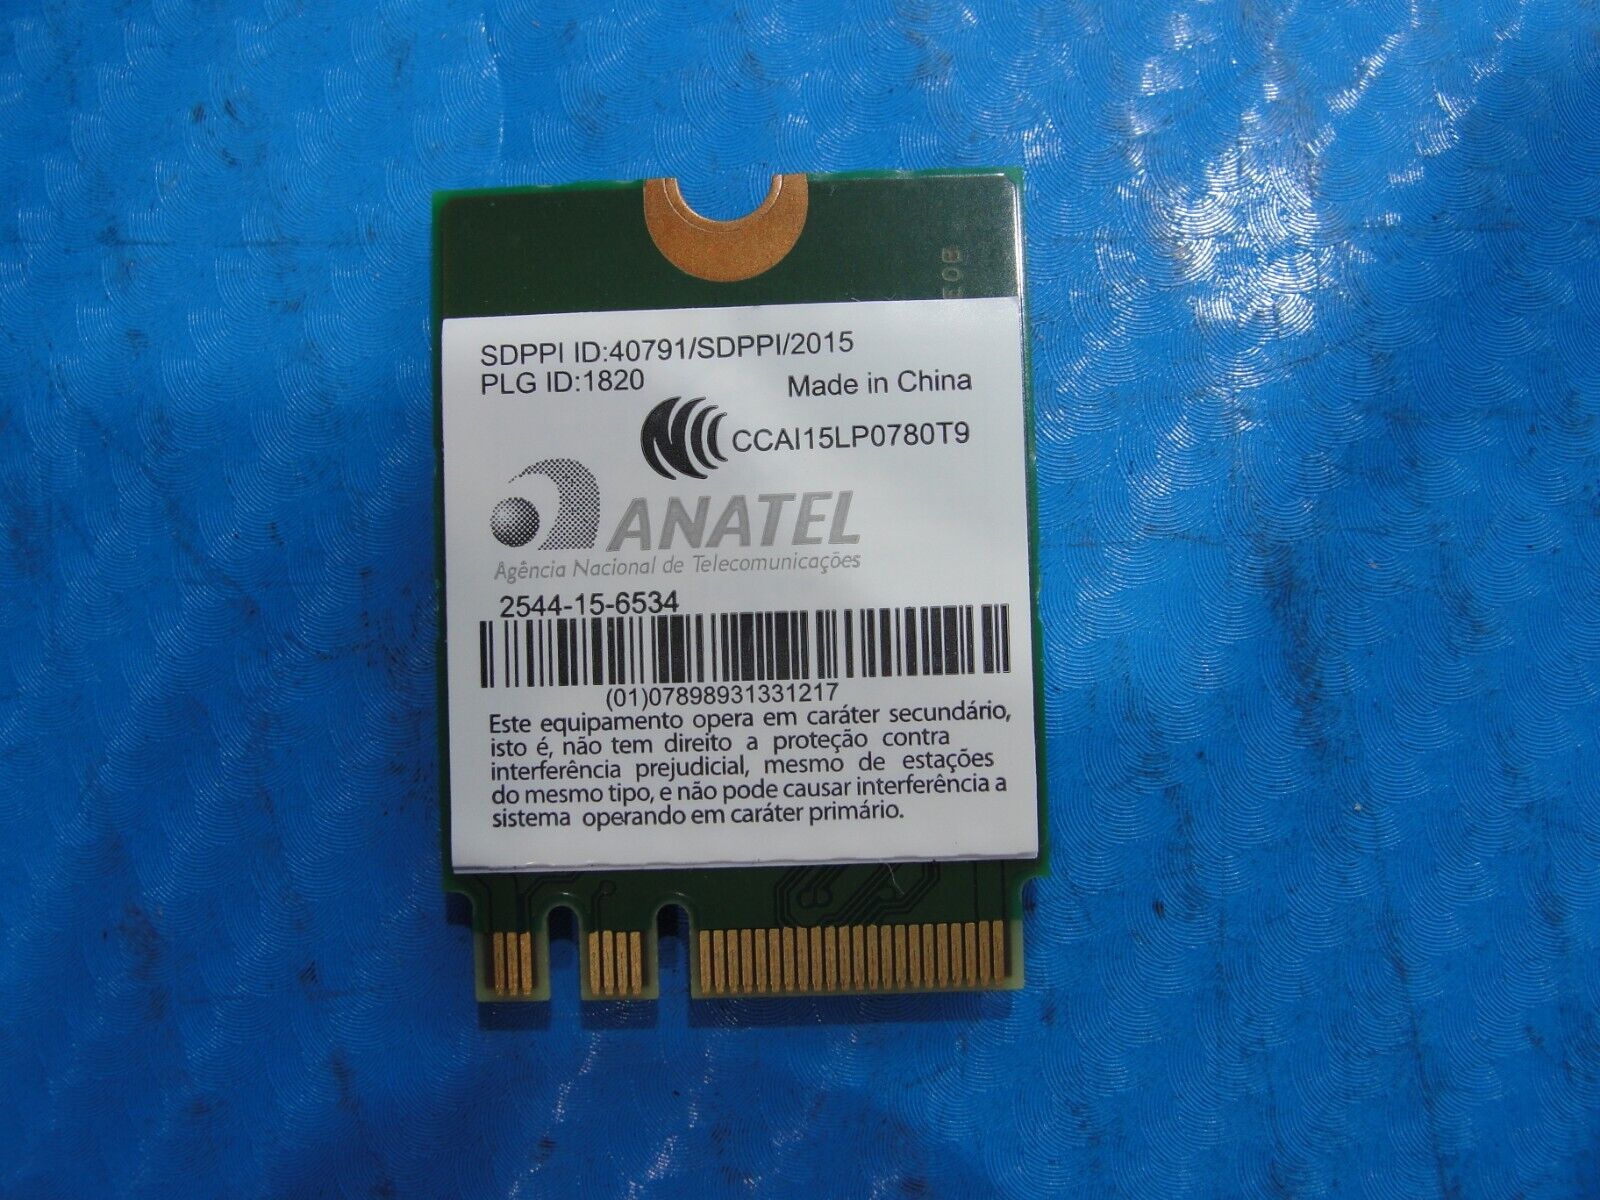 SDPPI ID:40791/SDPPI/2015
PLG ID:1820
Made in China
CCAI15LP0780T9
ANATEL
Agência Nacional de Telecomunicações
2544-15-6534
(01)07898931331217
Este equipamento opera em caráter secundário,
isto é, não tem direito a proteção contra
interferência prejudicial, mesmo de estações
do mesmo tipo, e não pode causar interferência a
sistema operando em caráter primário.